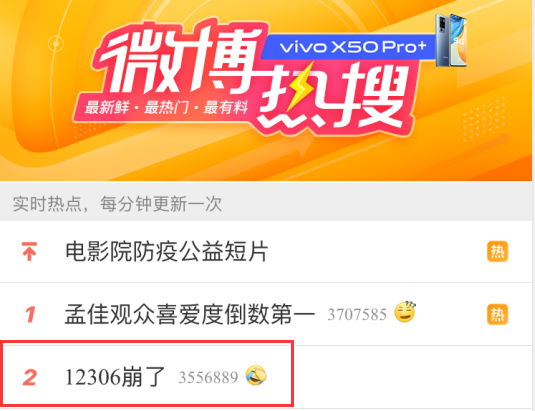 微博
vivo X50 Pro+
热搜
最新鲜·最热门·最有料
实时热点，每分钟更新一次
电影院防疫公益短片 热
1 孟佳观众喜爱度倒数第一 3707585 热
2 12306崩了 3556889